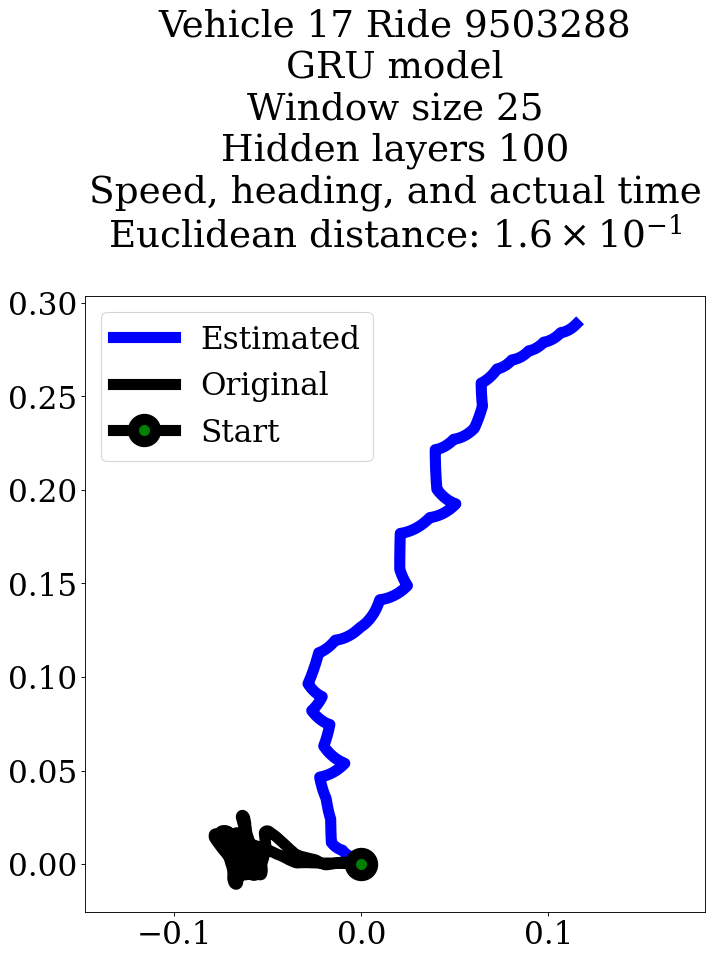 Vehicle 17 Ride 9503288
GRU model
Window size 25
Hidden layers 100
Speed, heading, and actual time
Euclidean distance: 1.6 × 10⁻¹
0.30
Estimated
Original
Start
0.25
0.20
0.15
0.10
0.05
0.00
−0.1
0.0
0.1